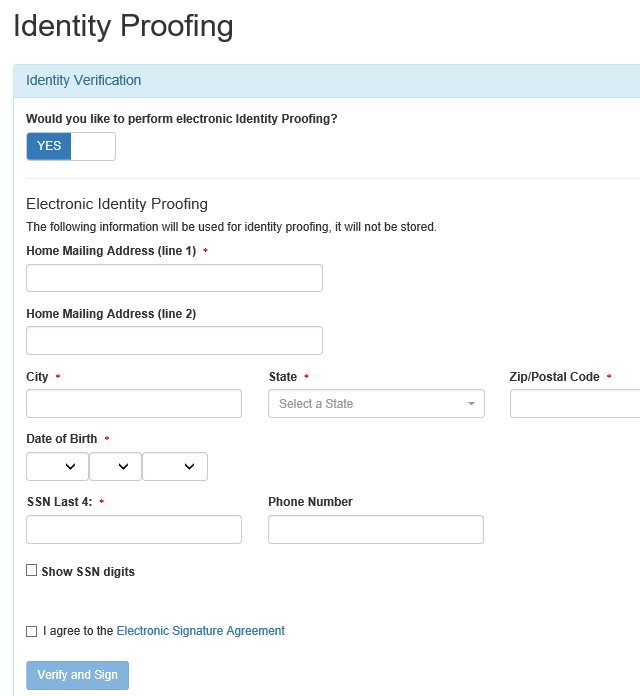 Identity Proofing
Identity Verification
Would you like to perform electronic Identity Proofing?
YES
Electronic Identity Proofing
The following information will be used for identity proofing, it will not be stored.
Home Mailing Address (line 1) *
Home Mailing Address (line 2)
City * State * Zip/Postal Code *
Select a State
Date of Birth *
SSN Last 4: * Phone Number
Show SSN digits
I agree to the Electronic Signature Agreement
Verify and Sign